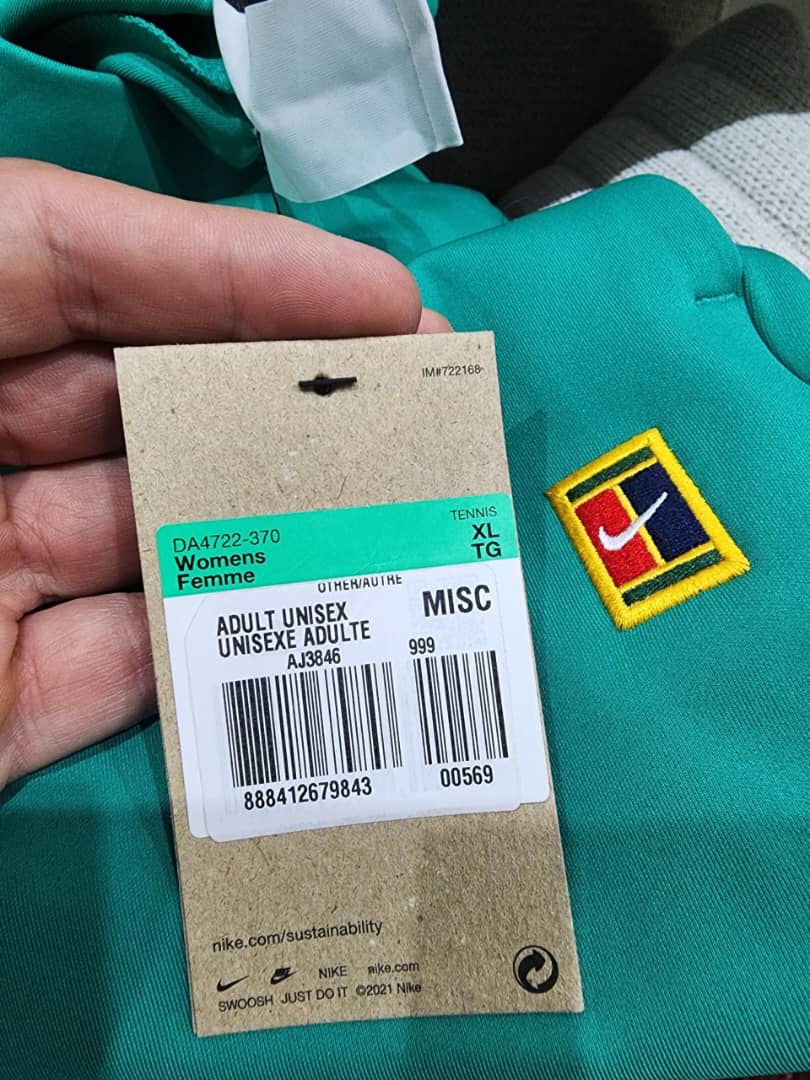 IM#722168
DA4722-370
TENNIS
Womens
XL
Femme
TG
OTHER/AUTRE
ADULT UNISEX
MISC
UNISEXE ADULTE
AJ3846
999
888412679843
00569
nike.com/sustainability
NIKE nike.com
SWOOSH JUST DO IT ©2021 Nike